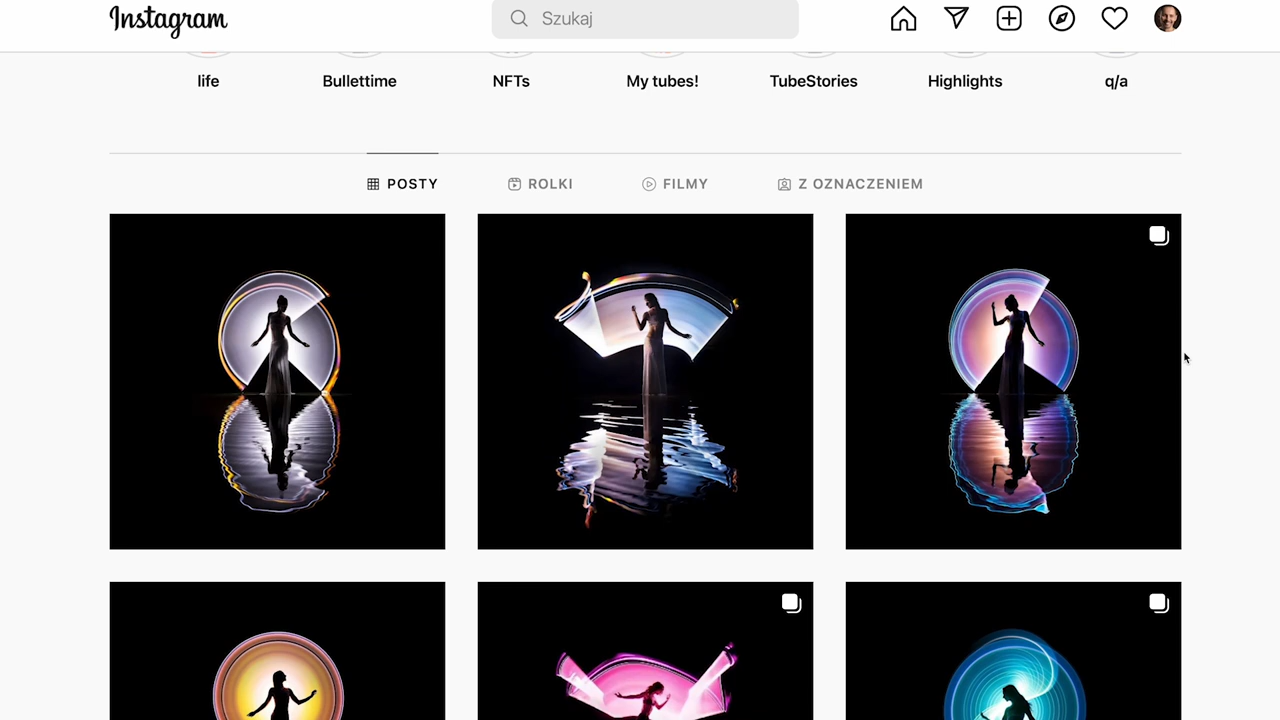 Instagram
Szukaj
life
Bullettime
NFTs
My tubes!
TubeStories
Highlights
q/a
POSTY
ROLKI
FILMY
Z OZNACZENIEM